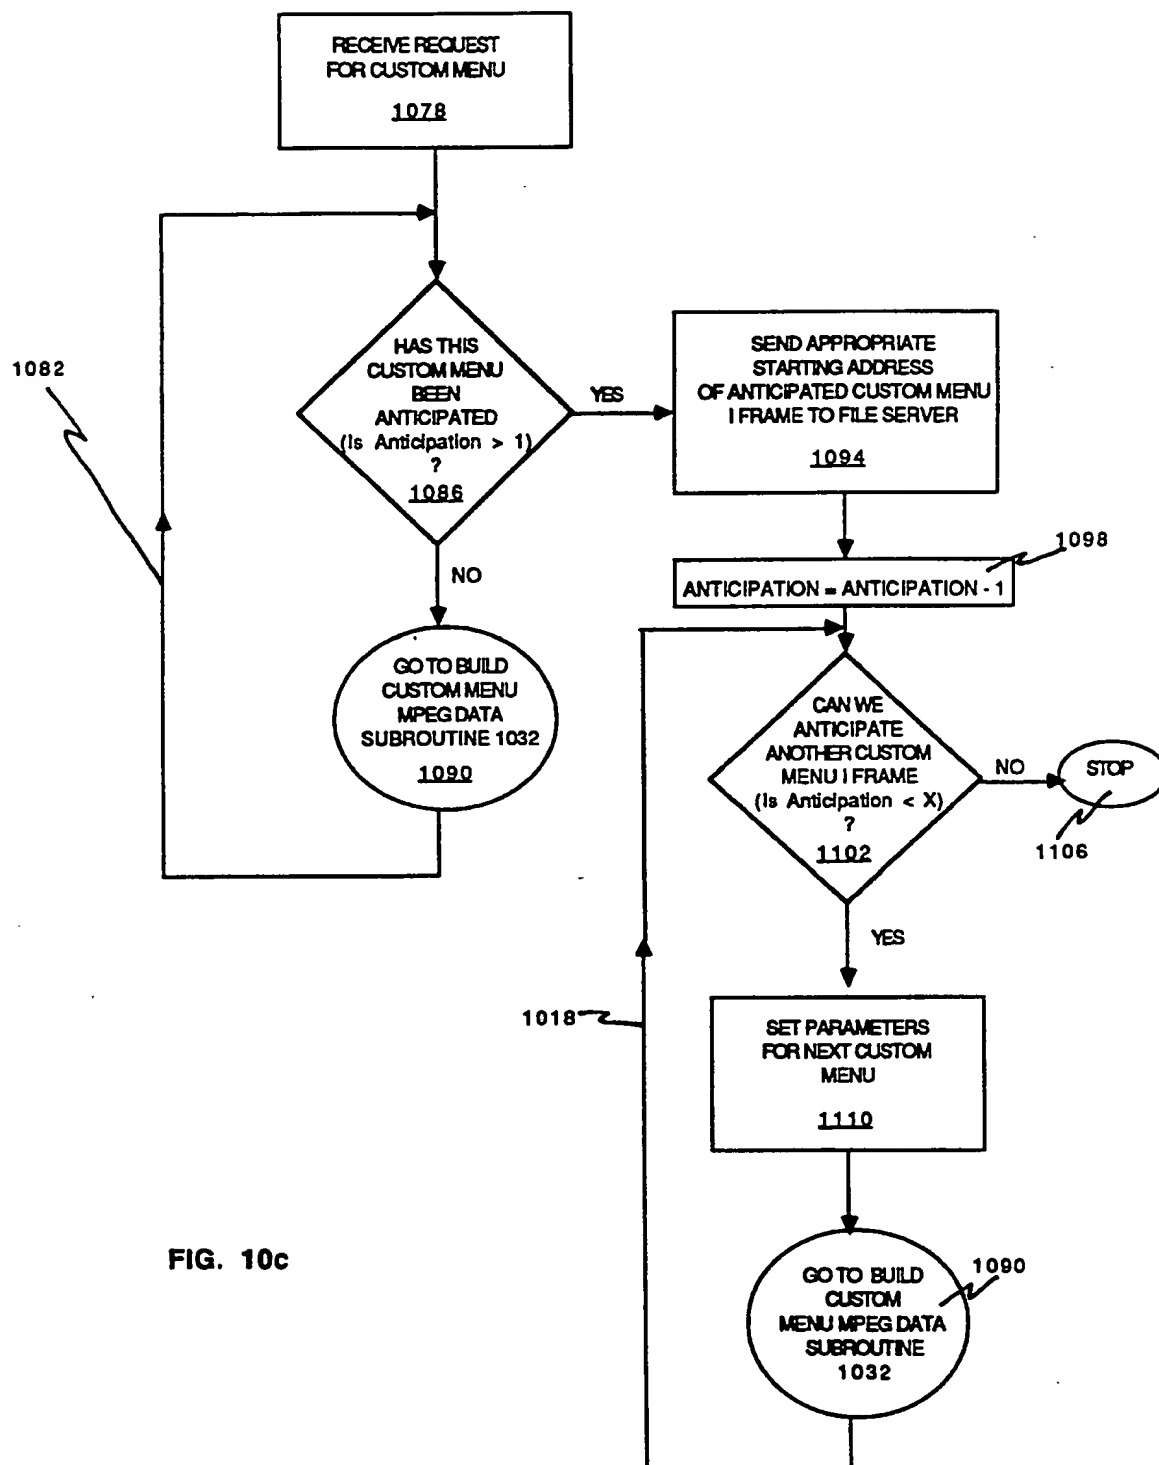 RECEIVE REQUEST
FOR CUSTOM MENU
1078
1082
HAS THIS
CUSTOM MENU
BEEN
ANTICIPATED
(Is Anticipation > 1)
?
1086
YES
SEND APPROPRIATE
STARTING ADDRESS
OF ANTICIPATED CUSTOM MENU
I FRAME TO FILE SERVER
1094
NO
1098
ANTICIPATION = ANTICIPATION - 1
GO TO BUILD
CUSTOM MENU
MPEG DATA
SUBROUTINE 1032
1090
CAN WE
ANTICIPATE
ANOTHER CUSTOM
MENU I FRAME
(Is Anticipation < X)
?
1102
NO
STOP
1106
YES
1018
SET PARAMETERS
FOR NEXT CUSTOM
MENU
1110
FIG. 10c
GO TO BUILD
CUSTOM
MENU MPEG DATA
SUBROUTINE
1032
1090